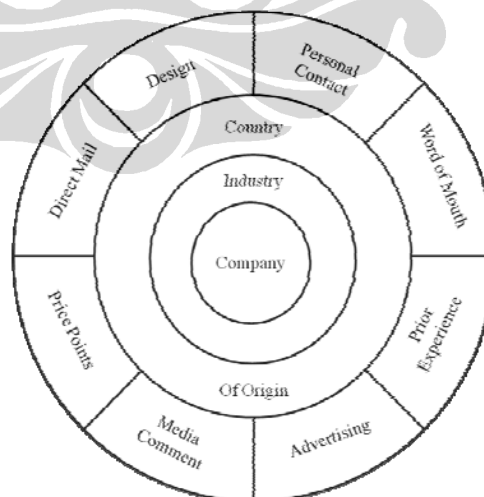 Design
Personal
Contact
Word of Mouth
Prior
Experience
Advertising
Media
Comment
Price Points
Direct Mail
Country
Industry
Company
Of Origin